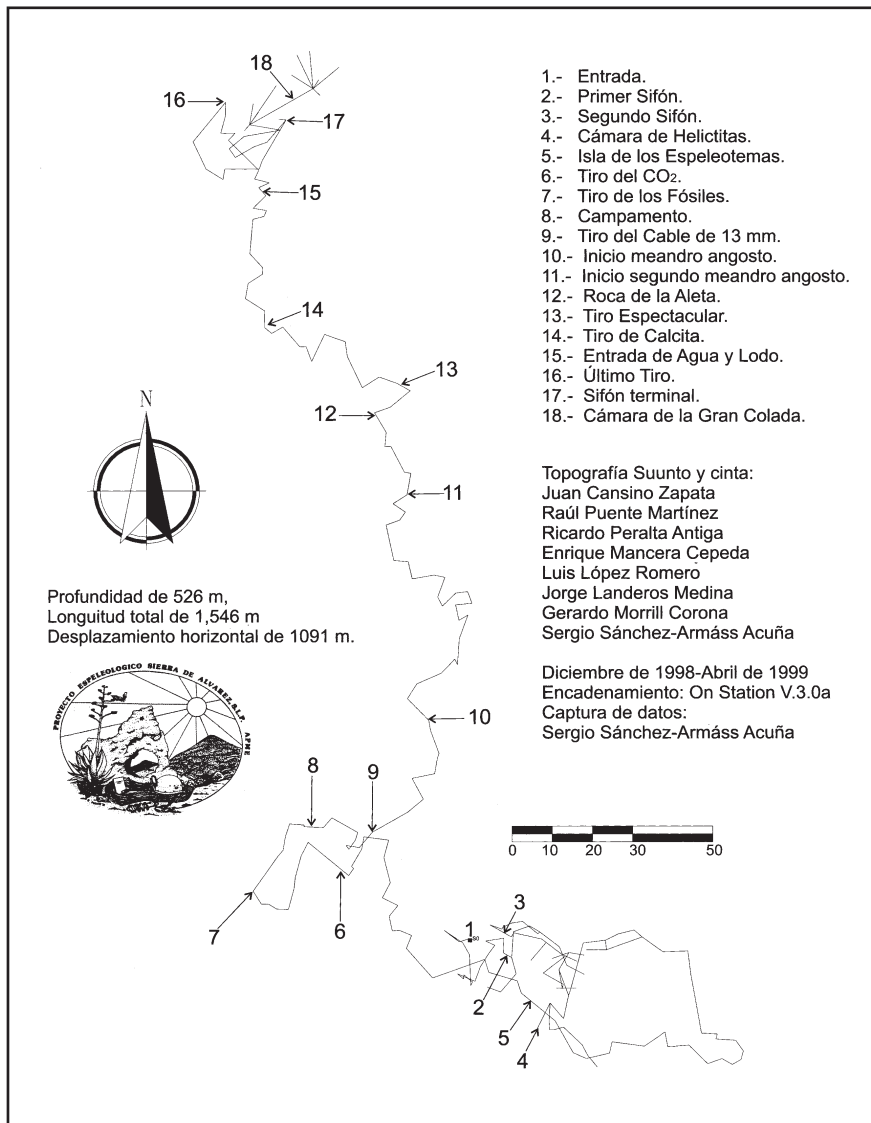 18
16
17
15
14
13
12
11
10
9
8
7
6
1
so
3
2
5
4
1.- Entrada.
2.- Primer Sifón.
3.- Segundo Sifón.
4.- Cámara de Helictitas.
5.- Isla de los Espeleotemas.
6.- Tiro del CO2.
7.- Tiro de los Fósiles.
8.- Campamento.
9.- Tiro del Cable de 13 mm.
10.- Inicio meandro angosto.
11.- Inicio segundo meandro angosto.
12.- Roca de la Aleta.
13.- Tiro Espectacular.
14.- Tiro de Calcita.
15.- Entrada de Agua y Lodo.
16.- Último Tiro.
17.- Sifón terminal.
18.- Cámara de la Gran Colada.
N
Topografía Suunto y cinta:
Juan Cansino Zapata
Raúl Puente Martínez
Ricardo Peralta Antiga
Enrique Mancera Cepeda
Luis López Romero
Jorge Landeros Medina
Gerardo Morrill Corona
Sergio Sánchez-Armáss Acuña
Profundidad de 526 m,
Longuitud total de 1,546 m
Desplazamiento horizontal de 1091 m.
Diciembre de 1998-Abril de 1999
Encadenamiento: On Station V.3.0a
Captura de datos:
Sergio Sánchez-Armáss Acuña
PROYECTO ESPELEOLOGICO SIERRA DE ALVAREZ, S.L.P. APME
0 10 20 30 50